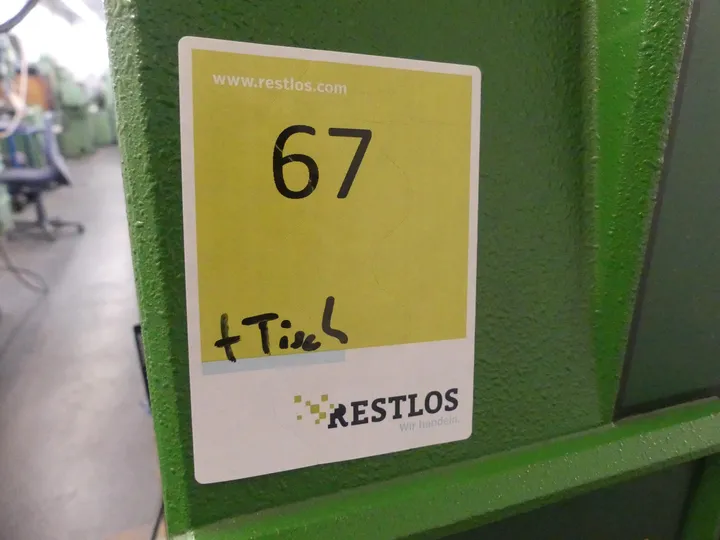 www.restlos.com
67
+ Tisch
RESTLOS
Wir handeln.